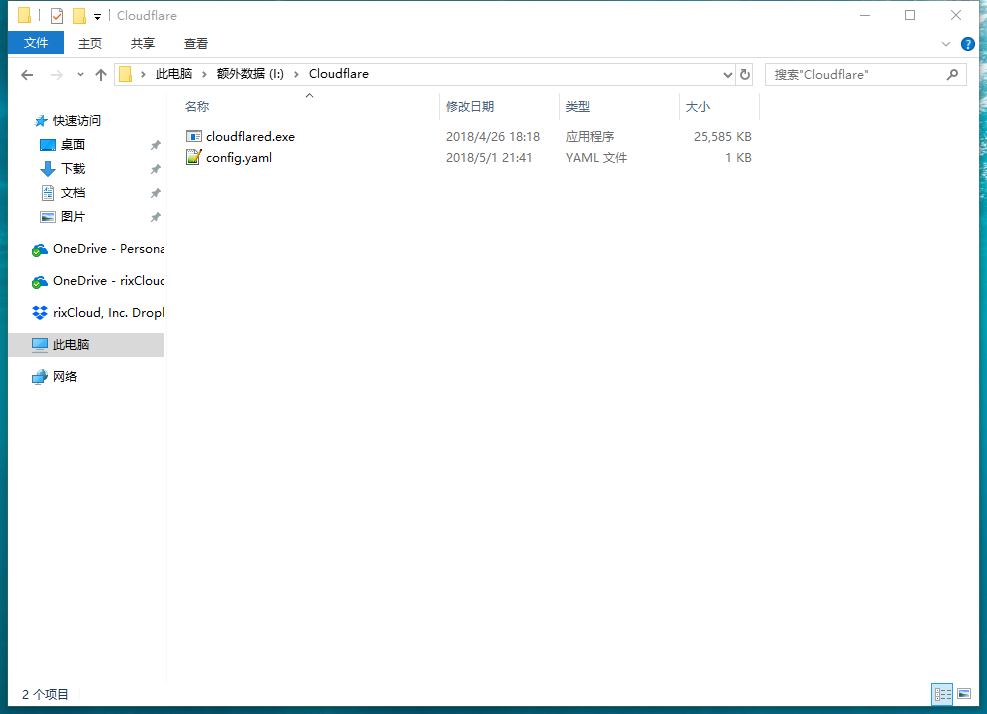 Cloudflare
文件 主页 共享 查看
此电脑 额外数据 (I:) Cloudflare 搜索"Cloudflare"
名称 修改日期 类型 大小
cloudflared.exe 2018/4/26 18:18 应用程序 25,585 KB
config.yaml 2018/5/1 21:41 YAML 文件 1 KB
快速访问
桌面
下载
文档
图片
OneDrive - Persona
OneDrive - rixCloud
rixCloud, Inc. Dropl
此电脑
网络
2 个项目